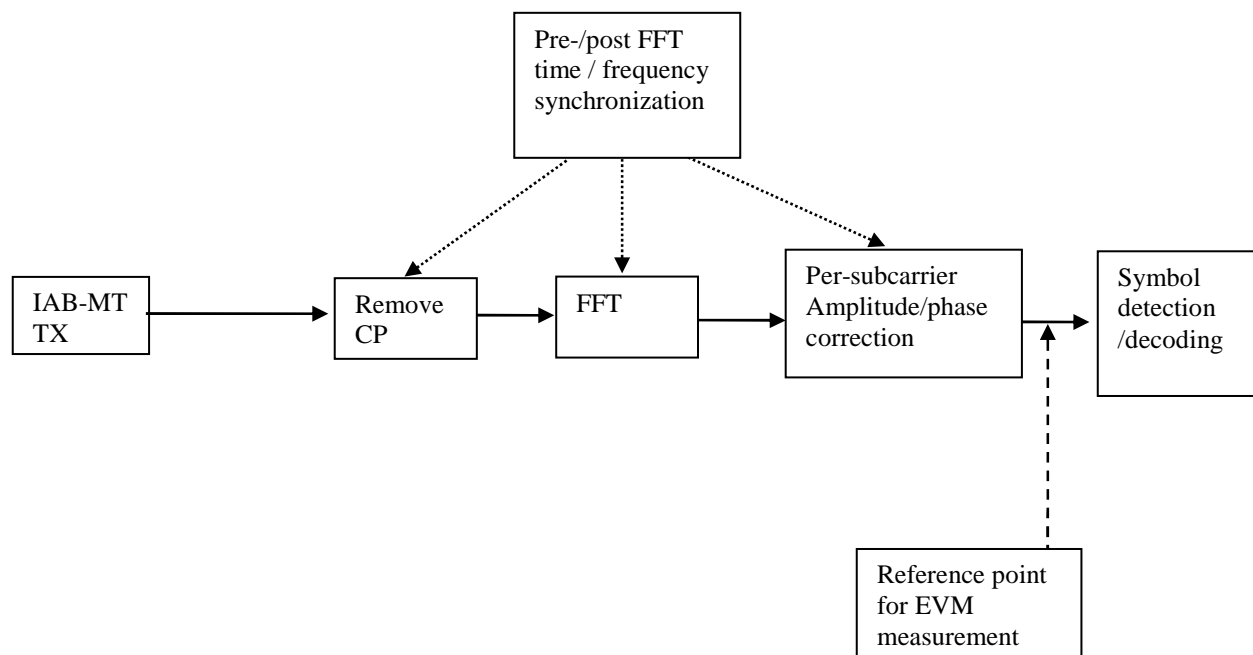 Pre-/post FFT
time / frequency
synchronization
IAB-MT
TX
Remove
CP
FFT
Per-subcarrier
Amplitude/phase
correction
Symbol
detection
/decoding
Reference point
for EVM
measurement